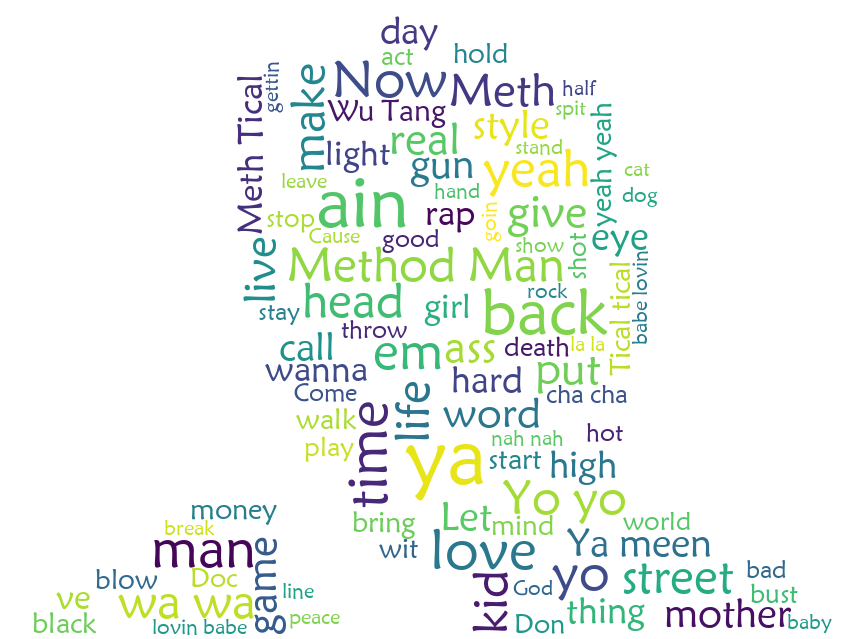 day
act
hold
gettin
Now
Meth
half
make
Meth Tical
Wu Tang
spit
style
real
stand
yeah yeah
light
gun
yeah
cat
leave
hand
dog
ain
rap
goin
give
stop
Cause
good
show
shot
eye
live
Method Man
babe lovin
rock
Tical tical
head
girl
back
stay
throw
call
em
ass
death
la la
wanna
hard
put
Come
life
cha cha
walk
word
time
play
nah nah
hot
ya
start
high
money
Yo yo
break
bring
Let
mind
world
man
game
wit
love
Ya meen
blow
Doc
line
kid
God
yo
street
bad
ve
wa wa
bust
black
lovin babe
peace
Don
thing
mother
baby